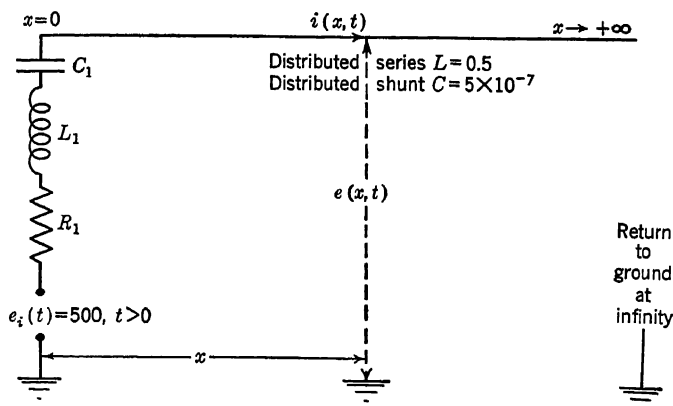 x=0
i(x,t)
x→ +∞
C₁
Distributed series L=0.5
Distributed shunt C=5×10⁻⁷
L₁
e(x,t)
R₁
Return
to
ground
at
infinity
eᵢ(t)=500, t>0
x